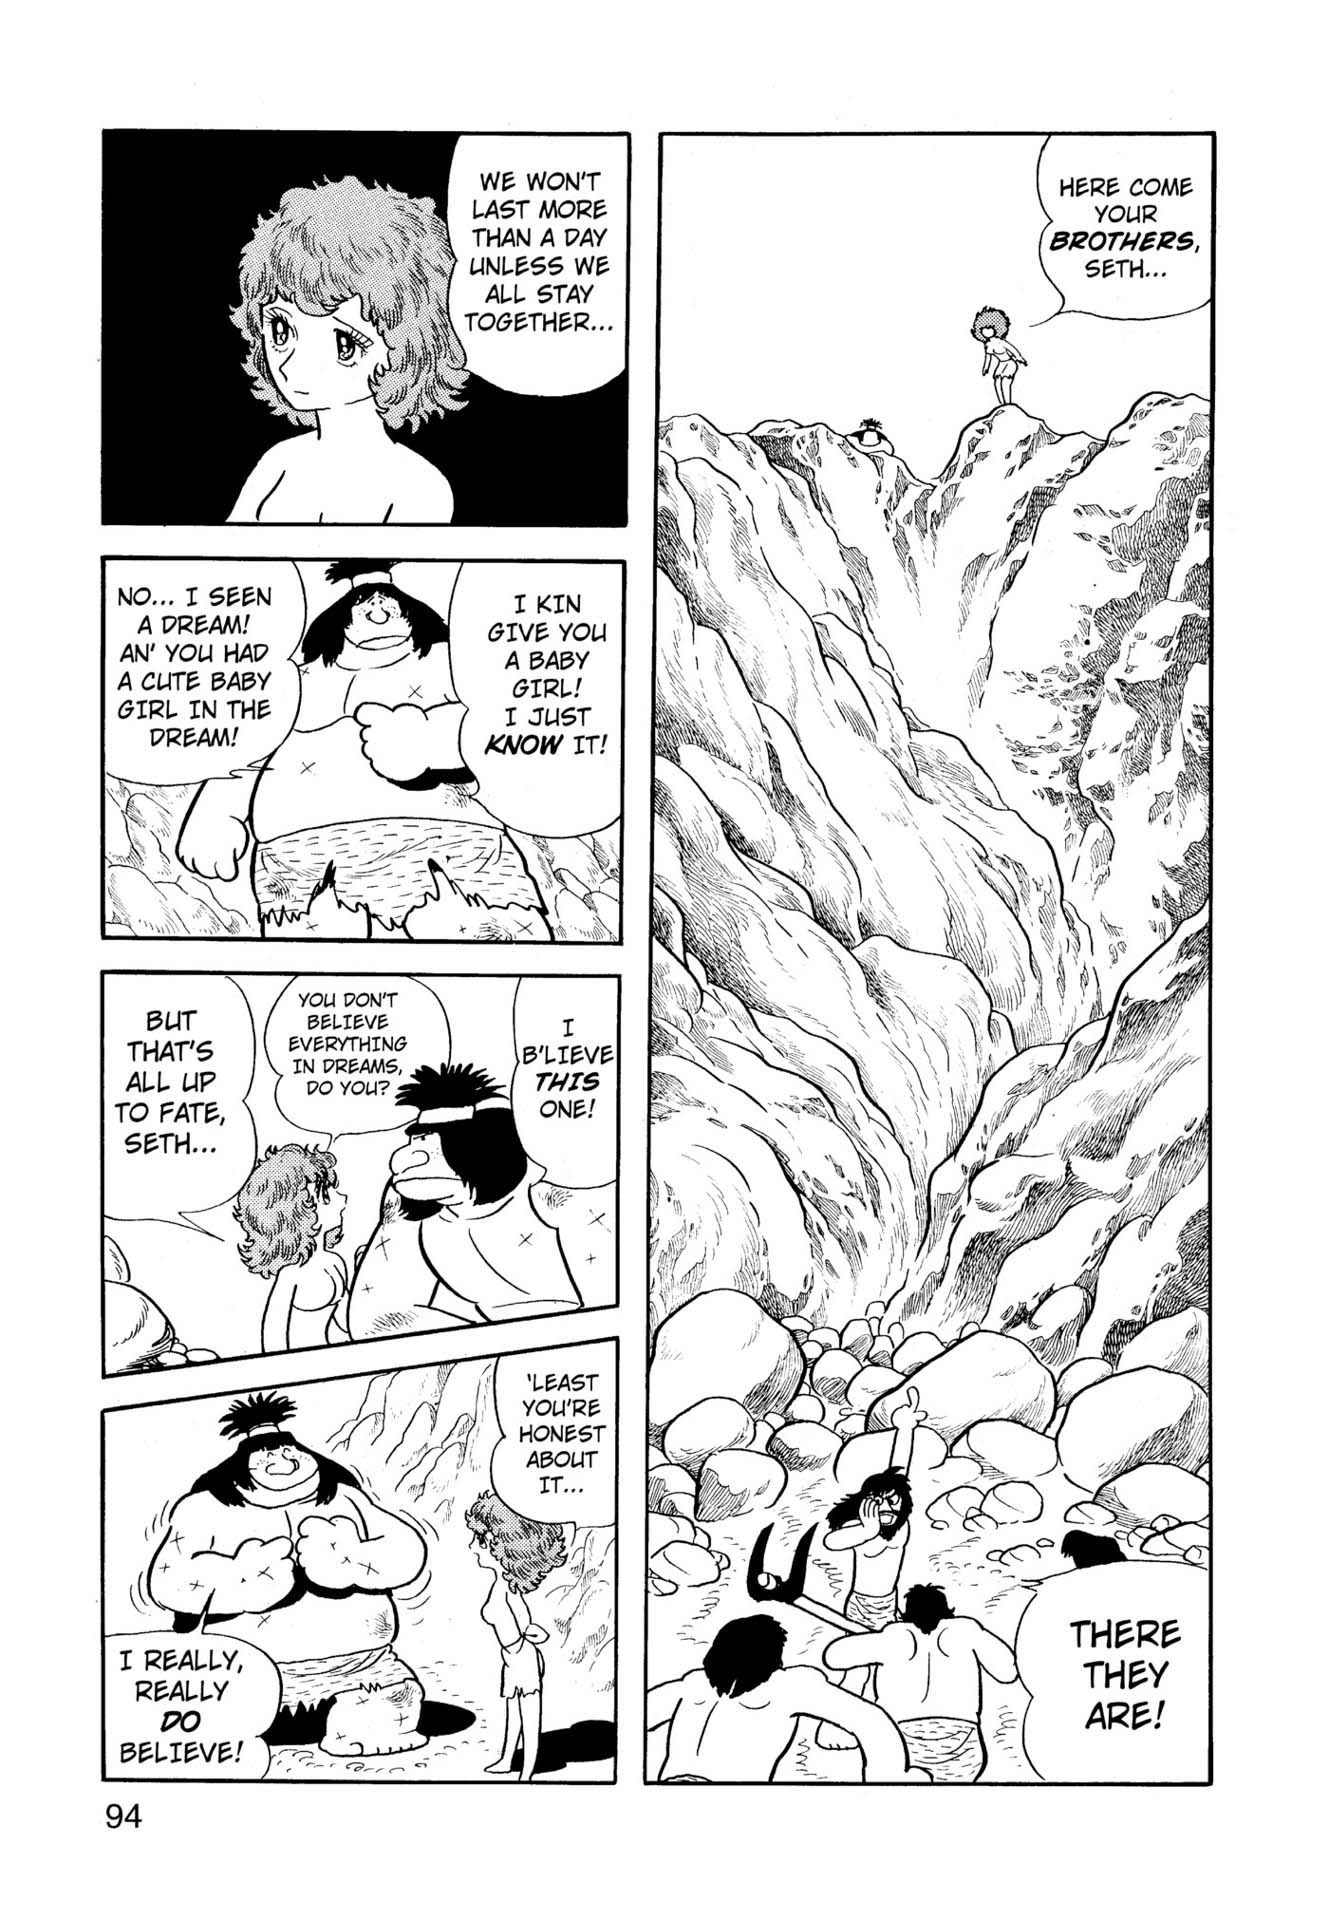 WE WON'T
LAST MORE
THAN A DAY
UNLESS WE
ALL STAY
TOGETHER...
NO... I SEEN
A DREAM!
AN' YOU HAD
A CUTE BABY
GIRL IN THE
DREAM!
I KIN
GIVE YOU
A BABY
GIRL!
I JUST
KNOW IT!
BUT
THAT'S
ALL UP
TO FATE,
SETH...
YOU DON'T
BELIEVE
EVERYTHING
IN DREAMS,
DO YOU?
I
B'LIEVE
THIS
ONE!
'LEAST
YOU'RE
HONEST
ABOUT
IT...
I REALLY,
REALLY
DO
BELIEVE!
HERE COME
YOUR
BROTHERS,
SETH...
THERE
THEY
ARE!
94